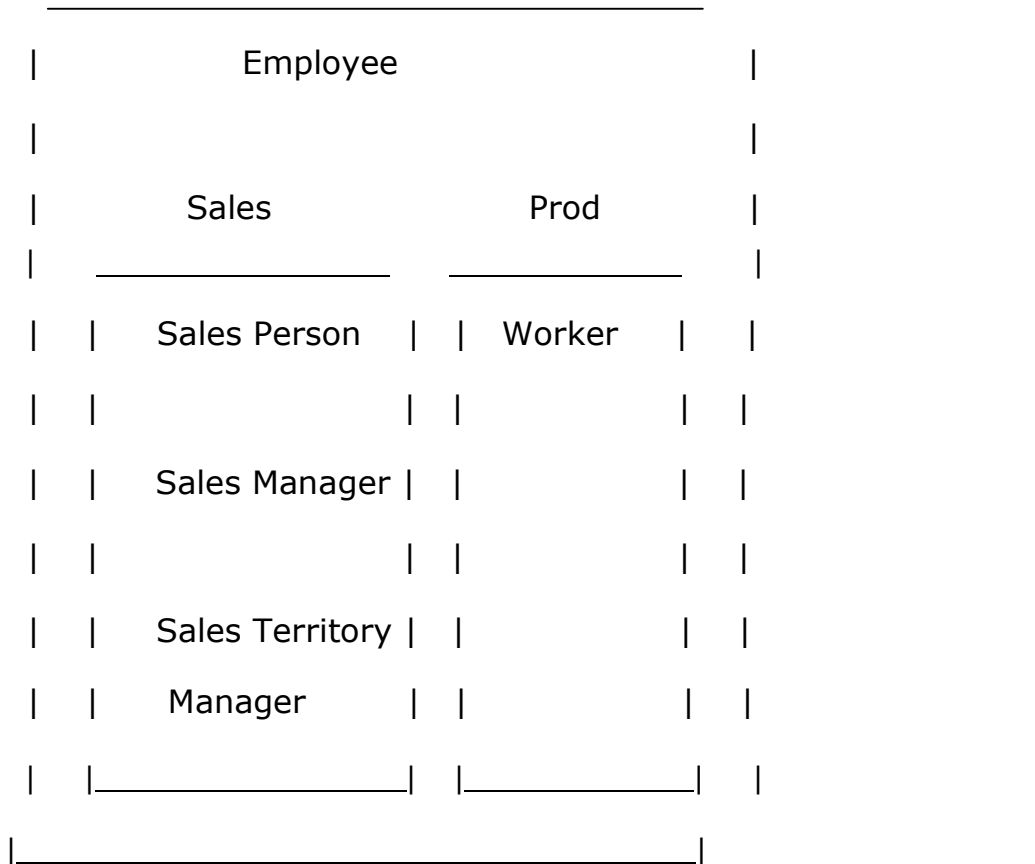 Employee
Sales Prod
Sales Person Worker
Sales Manager
Sales Territory
Manager